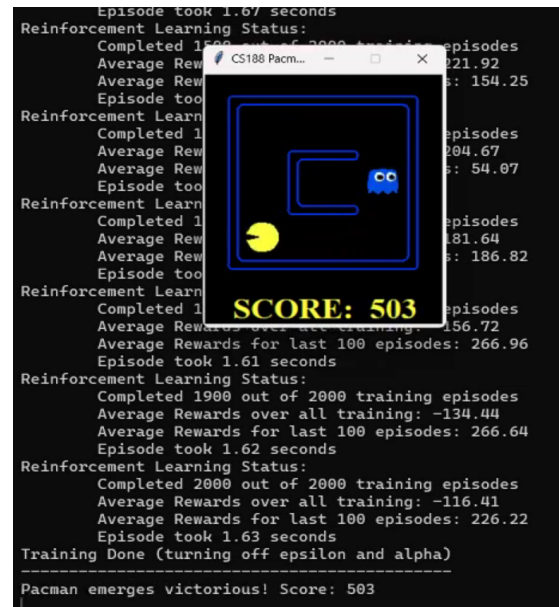 Episode took 1.67 seconds
Reinforcement Learning Status:
Completed 1500 out of 2000 training episodes
CS188 Pacm...
Average Rew 221.92
Average Rew s: 154.25
Episode too
Reinforcement Learn
Completed 1 episodes
Average Rew 204.67
Average Rew s: 54.07
Episode too
Reinforcement Learn
Completed 1 episodes
Average Rew 181.64
Average Rew s: 186.82
Episode too
Reinforcement Learn
Completed 1 episodes
SCORE: 503
Average Rewards over all training: -156.72
Average Rewards for last 100 episodes: 266.96
Episode took 1.61 seconds
Reinforcement Learning Status:
Completed 1900 out of 2000 training episodes
Average Rewards over all training: -134.44
Average Rewards for last 100 episodes: 266.64
Episode took 1.62 seconds
Reinforcement Learning Status:
Completed 2000 out of 2000 training episodes
Average Rewards over all training: -116.41
Average Rewards for last 100 episodes: 226.22
Episode took 1.63 seconds
Training Done (turning off epsilon and alpha)
---------------------------------------------
Pacman emerges victorious! Score: 503